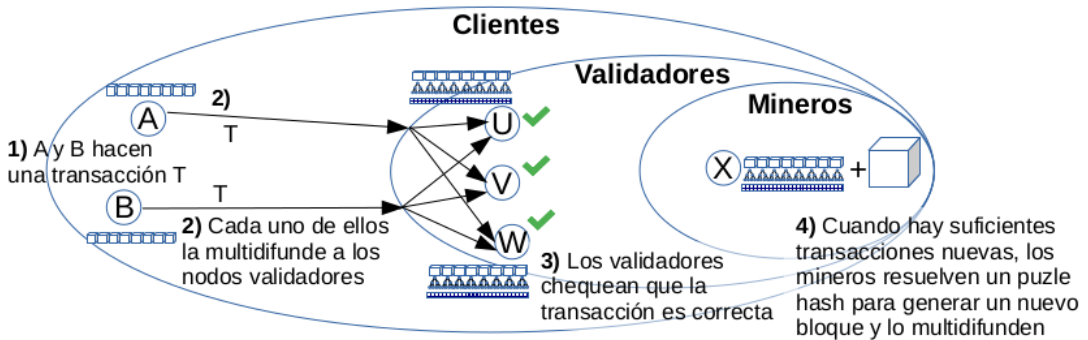 Clientes
Validadores
Mineros
2)
A
T
U
1) A y B hacen
una transacción T
V
X
+
T
B
2) Cada uno de ellos
la multidifunde a los
nodos validadores
W
3) Los validadores
chequean que la
transacción es correcta
4) Cuando hay suficientes
transacciones nuevas, los
mineros resuelven un puzle
hash para generar un nuevo
bloque y lo multidifunden